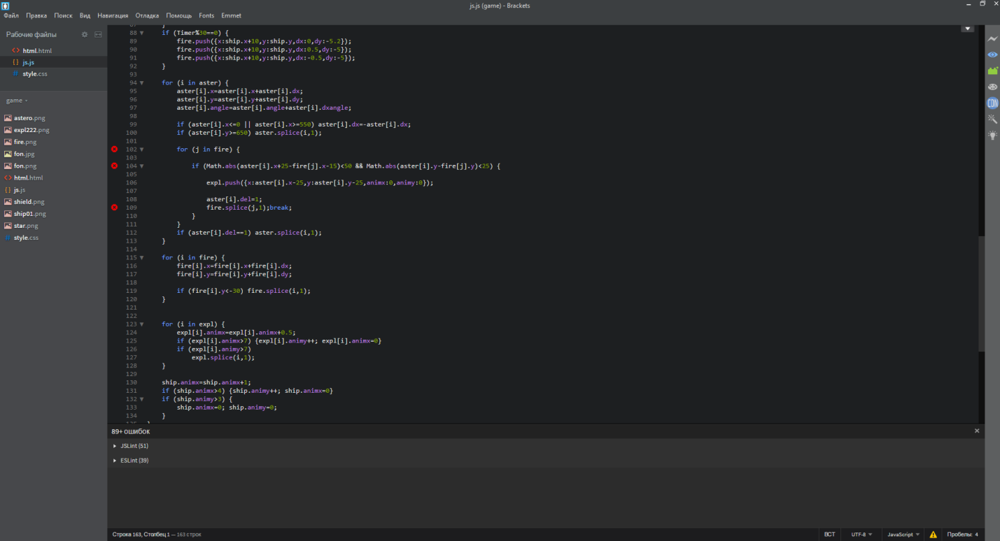 js.js (game) - Brackets
Файл Правка Поиск Вид Навигация Отладка Помощь Fonts Emmet
Рабочие файлы
html.html
js.js
style.css
game
astero.png
expl222.png
fire.png
fon.jpg
fon.png
html.html
js.js
shield.png
ship01.png
star.png
style.css
87 }
88 if (Timer%30==0) {
89 fire.push({x:ship.x+10,y:ship.y,dx:0,dy:-5.2});
90 fire.push({x:ship.x+10,y:ship.y,dx:0.5,dy:-5});
91 fire.push({x:ship.x+10,y:ship.y,dx:-0.5,dy:-5});
92 }
93
94 for (i in aster) {
95 aster[i].x=aster[i].x+aster[i].dx;
96 aster[i].y=aster[i].y+aster[i].dy;
97 aster[i].angle=aster[i].angle+aster[i].dxangle;
98
99 if (aster[i].x<=0 || aster[i].x>=550) aster[i].dx=-aster[i].dx;
100 if (aster[i].y>=650) aster.splice(i,1);
101
102 for (j in fire) {
103
104 if (Math.abs(aster[i].x+25-fire[j].x-15)<50 && Math.abs(aster[i].y-fire[j].y)<25) {
105
106 expl.push({x:aster[i].x-25,y:aster[i].y-25,animx:0,animy:0});
107
108 aster[i].del=1;
109 fire.splice(j,1);break;
110 }
111 }
112 if (aster[i].del==1) aster.splice(i,1);
113 }
114
115 for (i in fire) {
116 fire[i].x=fire[i].x+fire[i].dx;
117 fire[i].y=fire[i].y+fire[i].dy;
118
119 if (fire[i].y<-30) fire.splice(i,1);
120 }
121
122
123 for (i in expl) {
124 expl[i].animx=expl[i].animx+0.5;
125 if (expl[i].animx>7) {expl[i].animy++; expl[i].animx=0}
126 if (expl[i].animy>7)
127 expl.splice(i,1);
128 }
129
130 ship.animx=ship.animx+1;
131 if (ship.animx>4) {ship.animy++; ship.animx=0}
132 if (ship.animy>3) {
133 ship.animx=0; ship.animy=0;
134 }
135 }
CDN
89+ ошибок
JSLint (51)
ESLint (39)
Строка 163, Столбец 1 — 163 строк
ВСТ UTF-8 JavaScript Пробелы: 4